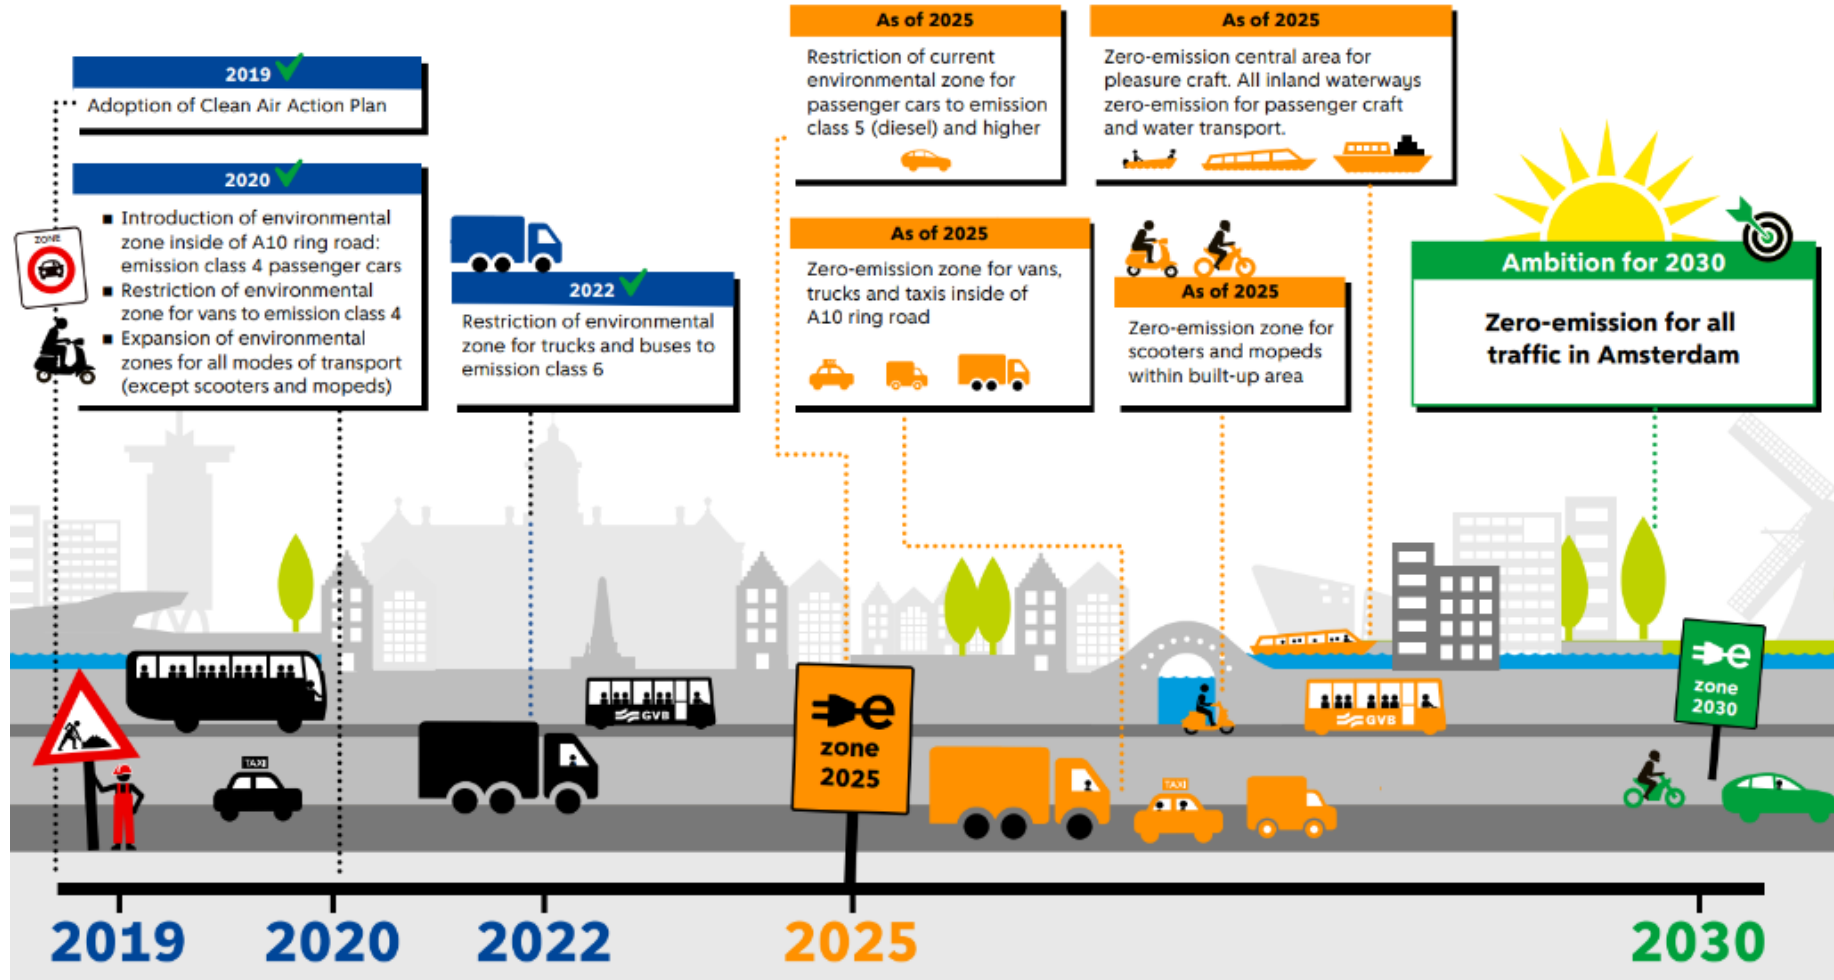 2019
Adoption of Clean Air Action Plan
2020
■ Introduction of environmental
zone inside of A10 ring road:
emission class 4 passenger cars
■ Restriction of environmental
zone for vans to emission class 4
■ Expansion of environmental
zones for all modes of transport
(except scooters and mopeds)
ZONE
2022
Restriction of environmental
zone for trucks and buses to
emission class 6
As of 2025
Restriction of current
environmental zone for
passenger cars to emission
class 5 (diesel) and higher
As of 2025
Zero-emission central area for
pleasure craft. All inland waterways
zero-emission for passenger craft
and water transport.
As of 2025
Zero-emission zone for vans,
trucks and taxis inside of
A10 ring road
As of 2025
Zero-emission zone for
scooters and mopeds
within built-up area
Ambition for 2030
Zero-emission for all
traffic in Amsterdam
TAXI
GVB
e
zone
2025
TAXI
GVB
e
zone
2030
2019
2020
2022
2025
2030